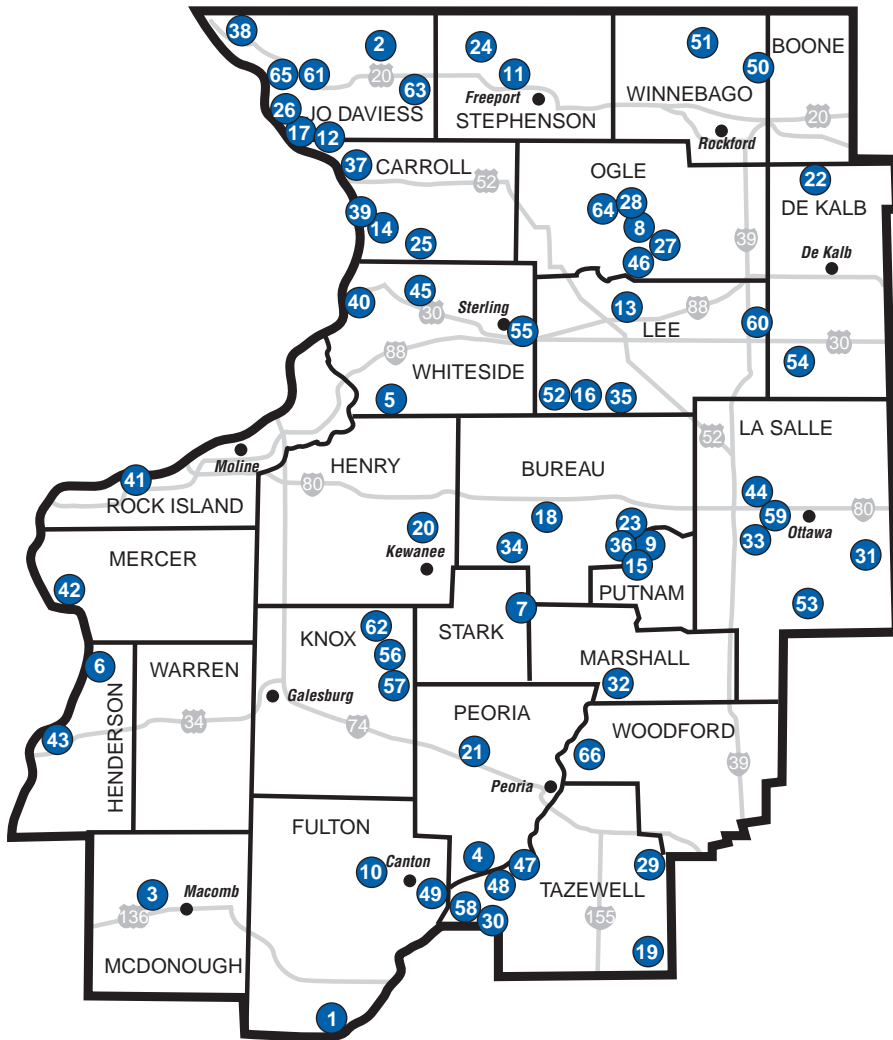 38
2
24
51
BOONE
50
65
61
20
11
63
Freeport
WINNEBAGO
26
JO DAVIESS
STEPHENSON
20
17
12
Rockford
37
CARROLL
OGLE
52
22
64
28
DE KALB
39
14
8
25
27
39
De Kalb
46
40
45
30
Sterling
13
88
55
LEE
60
30
88
54
WHITESIDE
5
52
16
35
LA SALLE
52
Moline
HENRY
BUREAU
41
80
44
ROCK ISLAND
18
59
80
20
23
Ottawa
Kewanee
34
36
9
33
31
MERCER
15
42
PUTNAM
53
7
62
STARK
KNOX
56
MARSHALL
6
WARREN
57
32
Galesburg
HENDERSON
PEORIA
34
74
WOODFORD
43
21
66
39
Peoria
FULTON
4
47
29
10
Canton
3
Macomb
49
48
TAZEWELL
58
30
136
155
19
MCDONOUGH
1